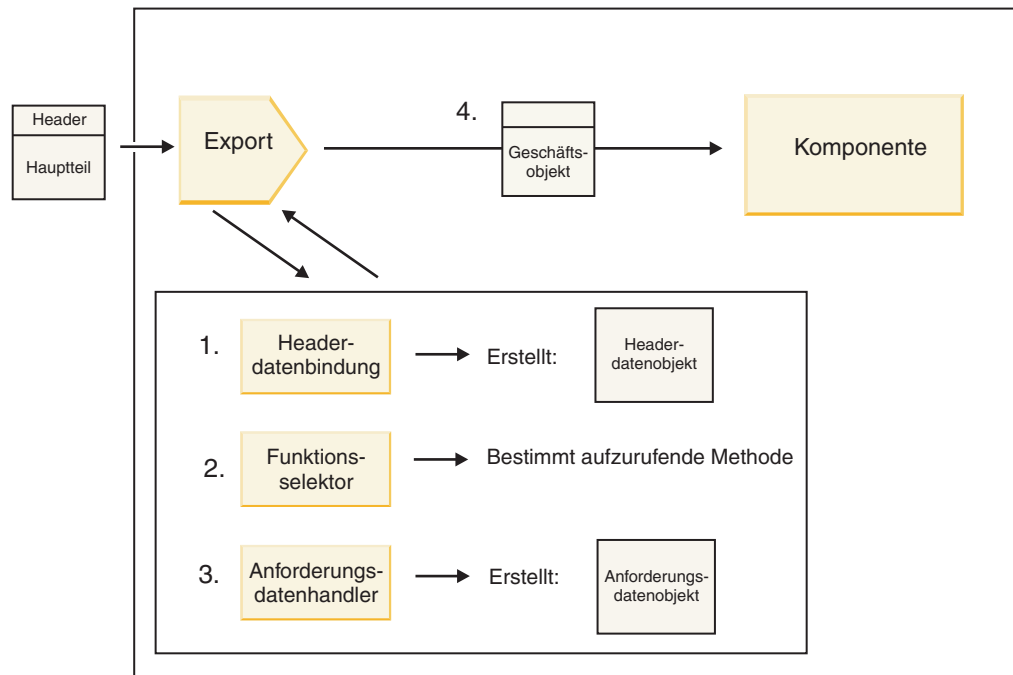 Header
Hauptteil
Export
4.
Geschäfts-
objekt
Komponente
1.
Header-
datenbindung
Erstellt:
Header-
datenobjekt
2.
Funktions-
selektor
Bestimmt aufzurufende Methode
3.
Anforderungs-
datenhandler
Erstellt:
Anforderungs-
datenobjekt